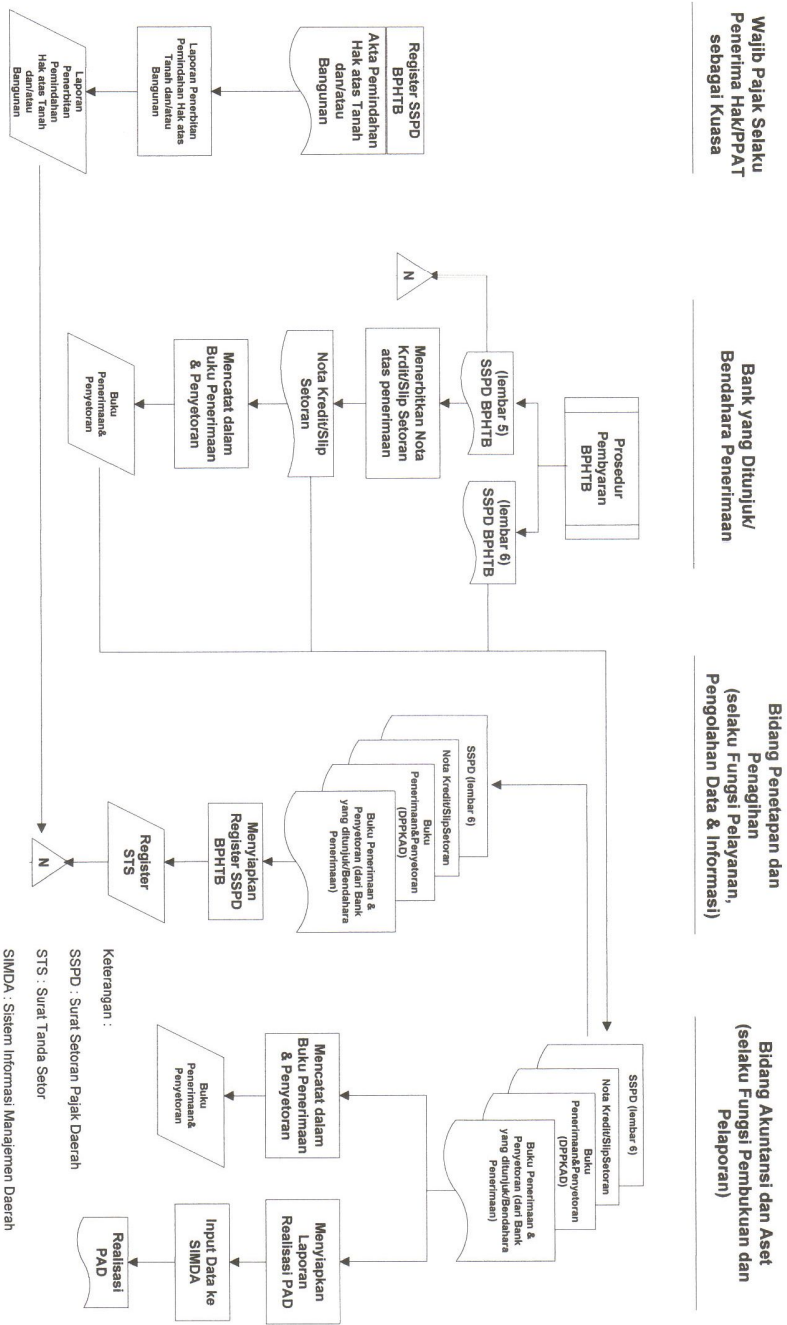 Wajib Pajak Selaku
Penerima Hak/PPAT
sebagai Kuasa
Register SSPD
BPHTB
Akta Pemindahan
Hak atas Tanah
dan/atau
Bangunan
Laporan Penerbitan
Pemindahan Hak atas
Tanah dan/atau
Bangunan
Laporan
Penerbitan
Pemindahan
Hak atas Tanah
dan/atau
Bangunan
Bank yang Ditunjuk/
Bendahara Penerimaan
Prosedur
Pembyaran
BPHTB
(lembar 5)
SSPD BPHTB
(lembar 6)
SSPD BPHTB
N
Menerbitkan Nota
Krdit/Slip Setoran
atas penerimaan
Nota Kredit/Slip
Setoran
Mencatat dalam
Buku Penerimaan
& Penyetoran
Buku
Penerimaan&
Penyetoran
Bidang Penetapan dan
Penagihan
(selaku Fungsi Pelayanan,
Pengolahan Data & Informasi)
SSPD (lembar 6)
Nota Kredit/SlipSetoran
Buku
Penerimaan&Penyetoran
(DPPKAD)
Buku Penerimaan &
Penyetoran (dari Bank
yang ditunjuk/Bendahara
Penerimaan)
Menyiapkan
Register SSPD
BPHTB
Register
STS
N
Bidang Akuntansi dan Aset
(selaku Fungsi Pembukuan dan
Pelaporan)
SSPD (lembar 6)
Nota Kredit/SlipSetoran
Buku
Penerimaan&Penyetoran
(DPPKAD)
Buku Penerimaan &
Penyetoran (dari Bank
yang ditunjuk/Bendahara
Penerimaan)
Mencatat dalam
Buku Penerimaan
& Penyetoran
Buku
Penerimaan&
Penyetoran
Menyiapkan
Laporan
Realisasi PAD
Input Data ke
SIMDA
Realisasi
PAD
Keterangan :
SSPD : Surat Setoran Pajak Daerah
STS : Surat Tanda Setor
SIMDA : Sistem Informasi Manajemen Daerah